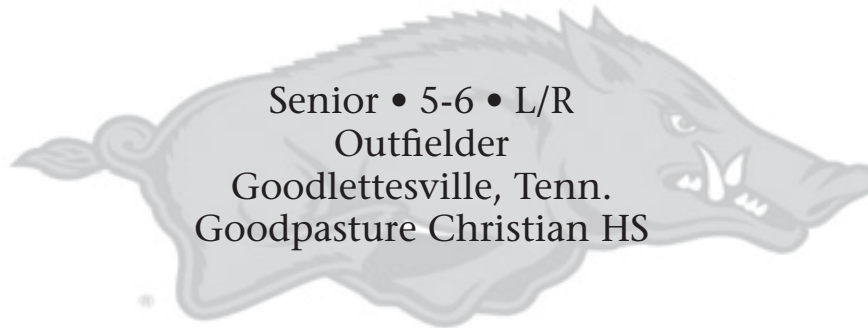 Senior • 5-6 • L/R
Outfielder
Goodlettesville, Tenn.
Goodpasture Christian HS
®